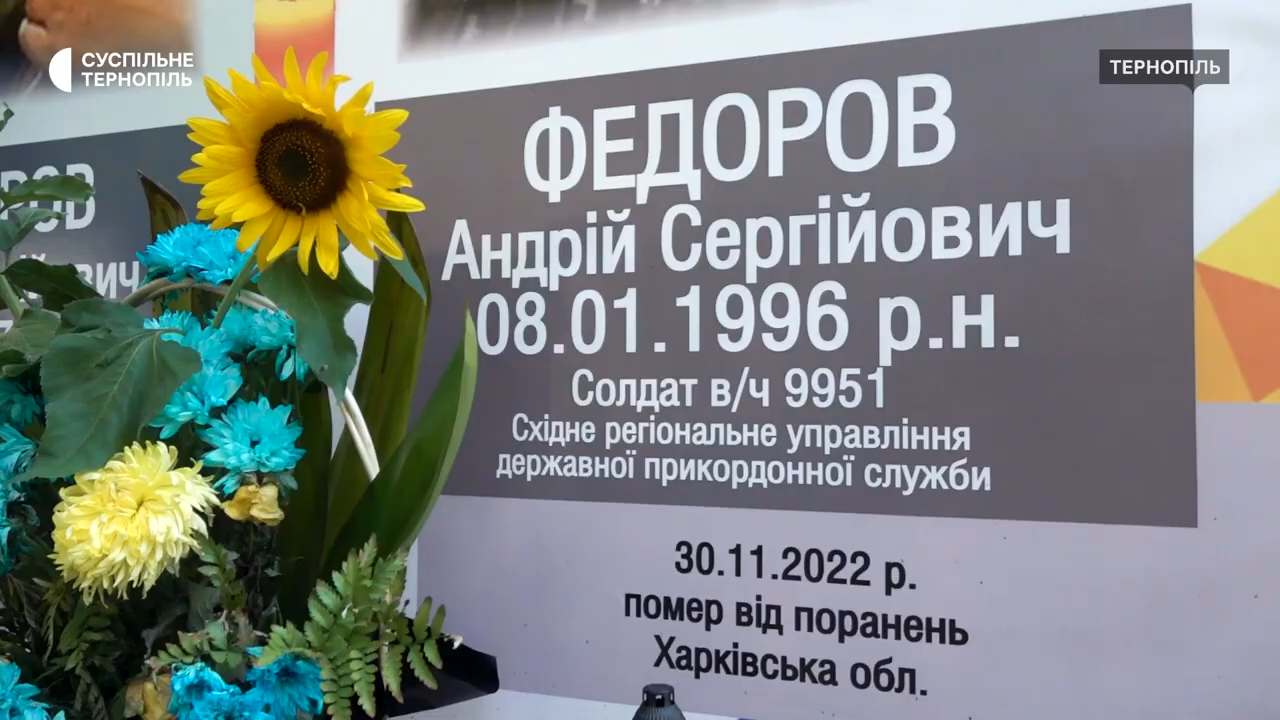 СУСПІЛЬНЕ
ТЕРНОПІЛЬ
ТЕРНОПІЛЬ
ФЕДОРОВ
Андрій Сергійович
08.01.1996 р.н.
Солдат в/ч 9951
Східне регіональне управління
державної прикордонної служби
30.11.2022 р.
помер від поранень
Харківська обл.